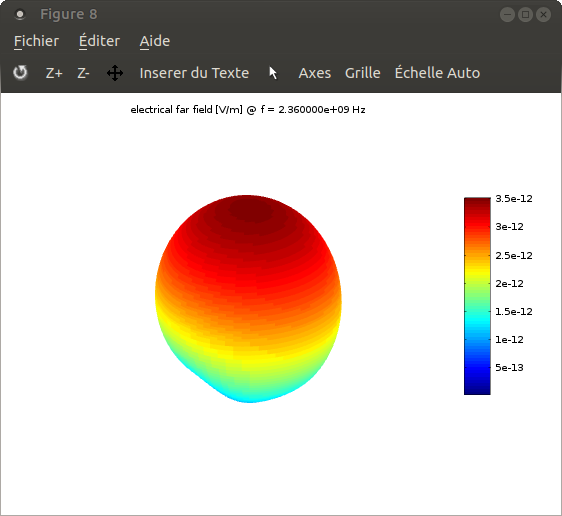 Figure 8
Fichier Éditer Aide
Z+ Z- Inserer du Texte Axes Grille Échelle Auto
electrical far field [V/m] @ f = 2.360000e+09 Hz
3.5e-12
3e-12
2.5e-12
2e-12
1.5e-12
1e-12
5e-13